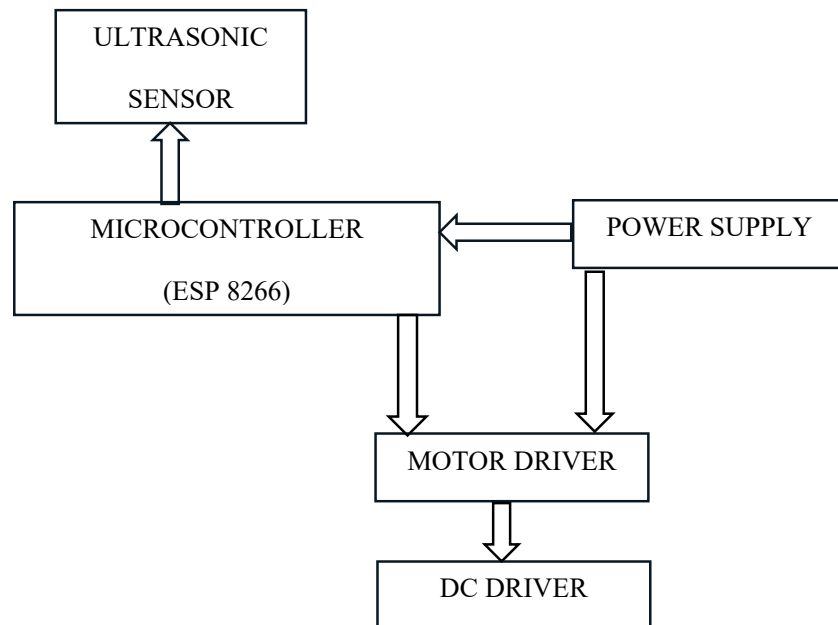 ULTRASONIC
SENSOR
MICROCONTROLLER
(ESP 8266)
POWER SUPPLY
MOTOR DRIVER
DC DRIVER